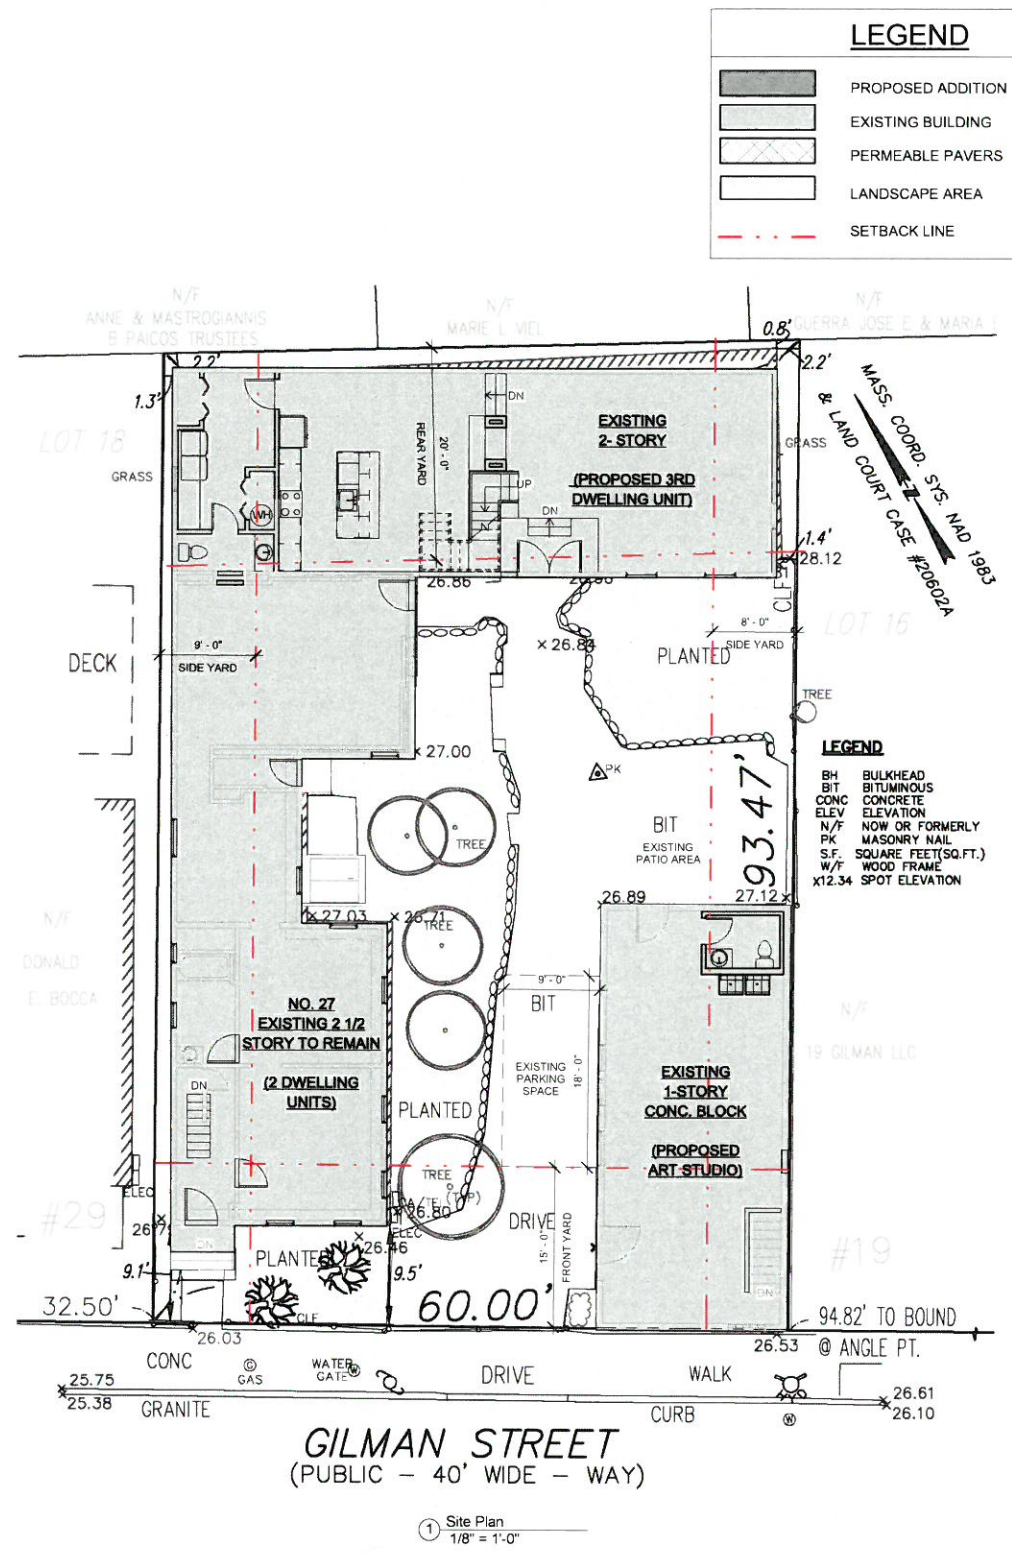 LEGEND
PROPOSED ADDITION
EXISTING BUILDING
PERMEABLE PAVERS
LANDSCAPE AREA
SETBACK LINE
N/F
ANNE & MASTROGIANNIS
B PAICOS TRUSTEES
N/F
MARIE L VIEL
N/F
GUERRA JOSE E & MARIA
0.8'
2.2'
2.2'
1.3'
MASS. COORD. SYS. NAD 1983
& LAND COURT CASE #20602A
LOT 18
GRASS
GRASS
DN
EXISTING
2- STORY
(PROPOSED 3RD
DWELLING UNIT)
REAR YARD
20' - 0"
UP
DN
WH
1.4'
28.12
26.86
CLF
LOT 16
8' - 0"
SIDE YARD
9' - 0"
SIDE YARD
DECK
26.84
PLANTED
TREE
27.00
PK
LEGEND
BH BULKHEAD
BIT BITUMINOUS
CONC CONCRETE
ELEV ELEVATION
N/F NOW OR FORMERLY
PK MASONRY NAIL
S.F. SQUARE FEET(SQ.FT.)
W/F WOOD FRAME
X12.34 SPOT ELEVATION
93.47'
BIT
EXISTING
PATIO AREA
TREE
26.89
27.12
27.03
26.71
TREE
N/F
DONALD
E. BOCCA
9' - 0"
BIT
EXISTING
PARKING
SPACE
18' - 0"
NO. 27
EXISTING 2 1/2
STORY TO REMAIN
(2 DWELLING
UNITS)
DN
N/F
19 GILMAN LLC
EXISTING
1-STORY
CONC. BLOCK
(PROPOSED
ART STUDIO)
PLANTED
TREE
(TYP)
ELEC
#29
26.80
ELEC
DRIVE
15' - 0"
FRONT YARD
#19
DN
DN
PLANTED
26.46
9.1'
9.5'
32.50'
60.00'
CLF
26.03
26.53
94.82' TO BOUND
@ ANGLE PT.
CONC
G
GAS
WATER
GATE
W
DRIVE
WALK
25.75
25.38
GRANITE
CURB
W
26.61
26.10
GILMAN STREET
(PUBLIC - 40' WIDE - WAY)
1 Site Plan
1/8" = 1'-0"